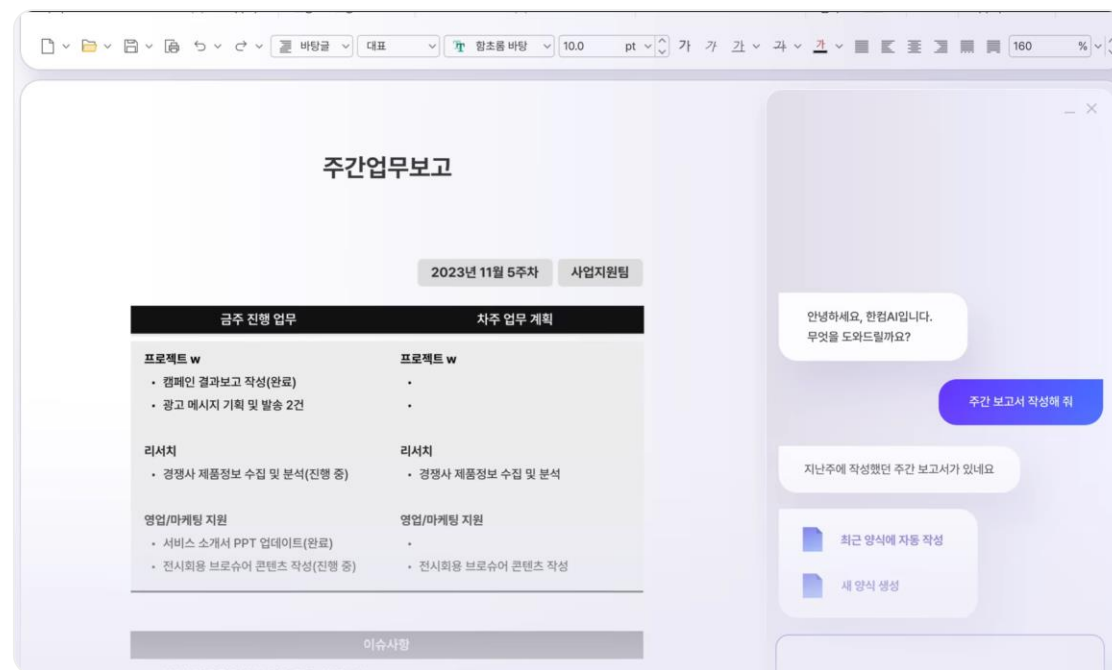 바탕글 대표 함초롬 바탕 10.0 pt 가 가 가 가 가 160 %
주간업무보고
2023년 11월 5주차 사업지원팀
금주 진행 업무 차주 업무 계획
프로젝트 w 프로젝트 w
• 캠페인 결과보고 작성(완료) •
• 광고 메시지 기획 및 발송 2건 •
리서치 리서치
• 경쟁사 제품정보 수집 및 분석(진행 중) • 경쟁사 제품정보 수집 및 분석
영업/마케팅 지원 영업/마케팅 지원
• 서비스 소개서 PPT 업데이트(완료) •
• 전시회용 브로슈어 콘텐츠 작성(진행 중) • 전시회용 브로슈어 콘텐츠 작성
이슈사항
안녕하세요, 한컴AI입니다.
무엇을 도와드릴까요?
주간 보고서 작성해 줘
지난주에 작성했던 주간 보고서가 있네요
최근 양식에 자동 작성
새 양식 생성